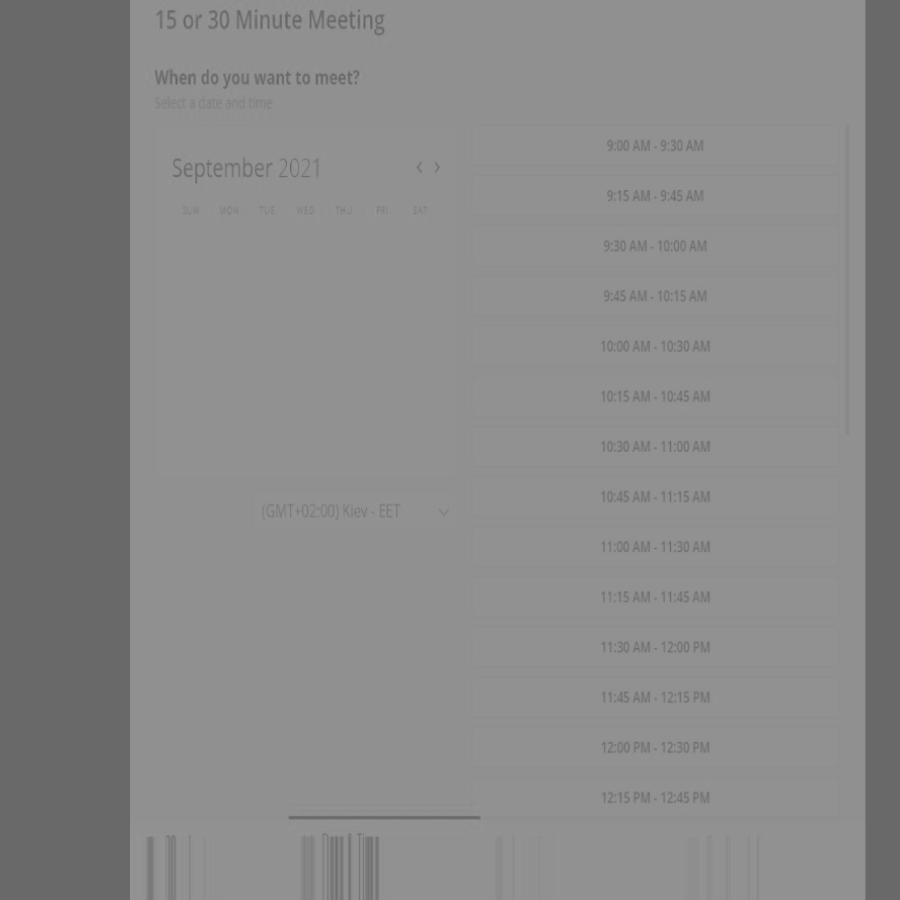 15 or 30 Minute Meeting
When do you want to meet?
Select a date and time
September 2021
SUN MON TUE WED THU FRI SAT
(GMT+02:00) Kiev - EET
9:00 AM - 9:30 AM
9:15 AM - 9:45 AM
9:30 AM - 10:00 AM
9:45 AM - 10:15 AM
10:00 AM - 10:30 AM
10:15 AM - 10:45 AM
10:30 AM - 11:00 AM
10:45 AM - 11:15 AM
11:00 AM - 11:30 AM
11:15 AM - 11:45 AM
11:30 AM - 12:00 PM
11:45 AM - 12:15 PM
12:00 PM - 12:30 PM
12:15 PM - 12:45 PM